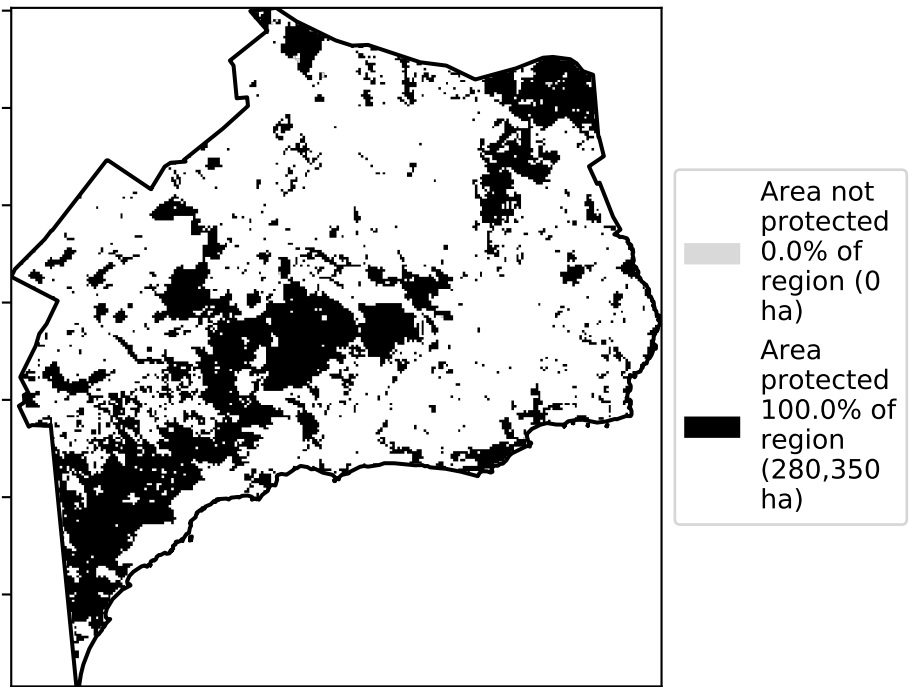 Area not
protected
0.0% of
region (0
ha)
Area
protected
100.0% of
region
(280,350
ha)